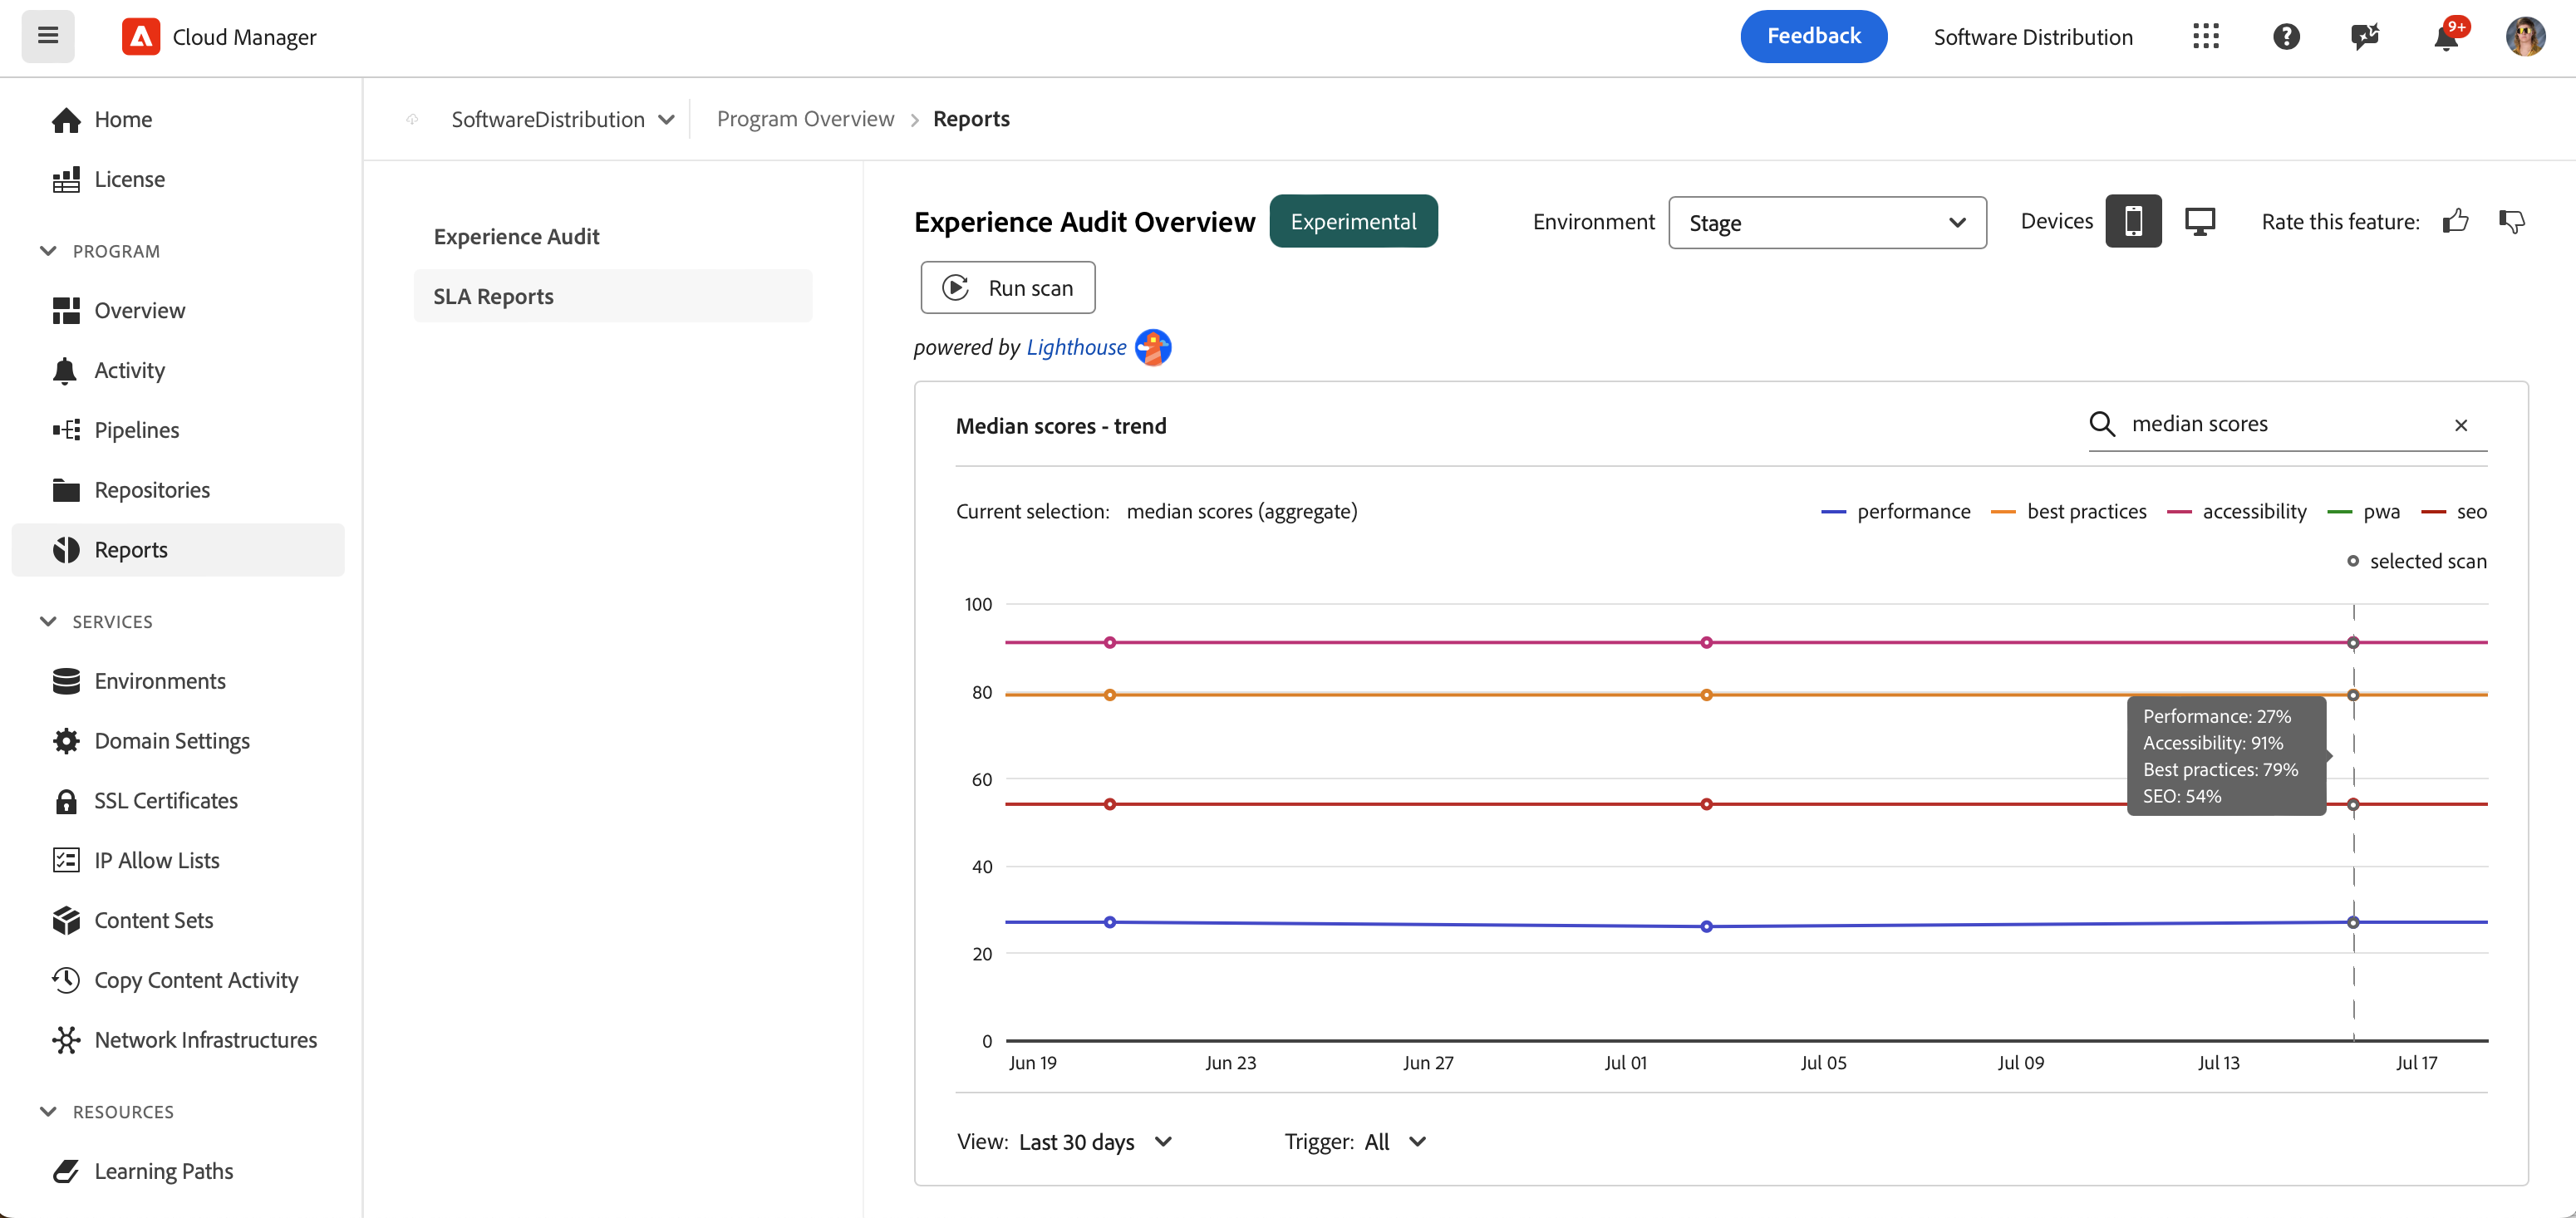 Cloud Manager
Feedback
Software Distribution
9+
Home
License
PROGRAM
Overview
Activity
Pipelines
Repositories
Reports
SERVICES
Environments
Domain Settings
SSL Certificates
IP Allow Lists
Content Sets
Copy Content Activity
Network Infrastructures
RESOURCES
Learning Paths
SoftwareDistribution
Program Overview > Reports
Experience Audit
SLA Reports
Experience Audit Overview
Experimental
Environment
Stage
Devices
Rate this feature:
Run scan
powered by Lighthouse
Median scores - trend
median scores
Current selection: median scores (aggregate)
performance best practices accessibility pwa seo
selected scan
100
80
60
40
20
0
Performance: 27%
Accessibility: 91%
Best practices: 79%
SEO: 54%
Jun 19 Jun 23 Jun 27 Jul 01 Jul 05 Jul 09 Jul 13 Jul 17
View: Last 30 days
Trigger: All